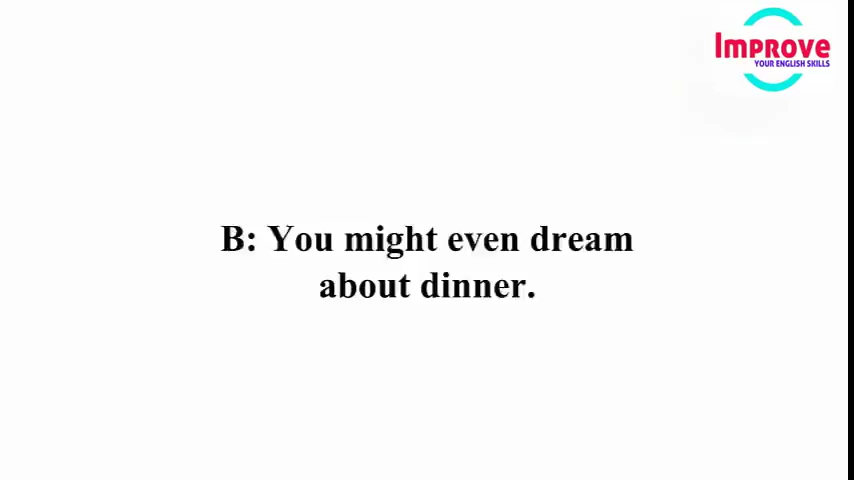 IMPROVE
YOUR ENGLISH SKILLS
B: You might even dream
about dinner.